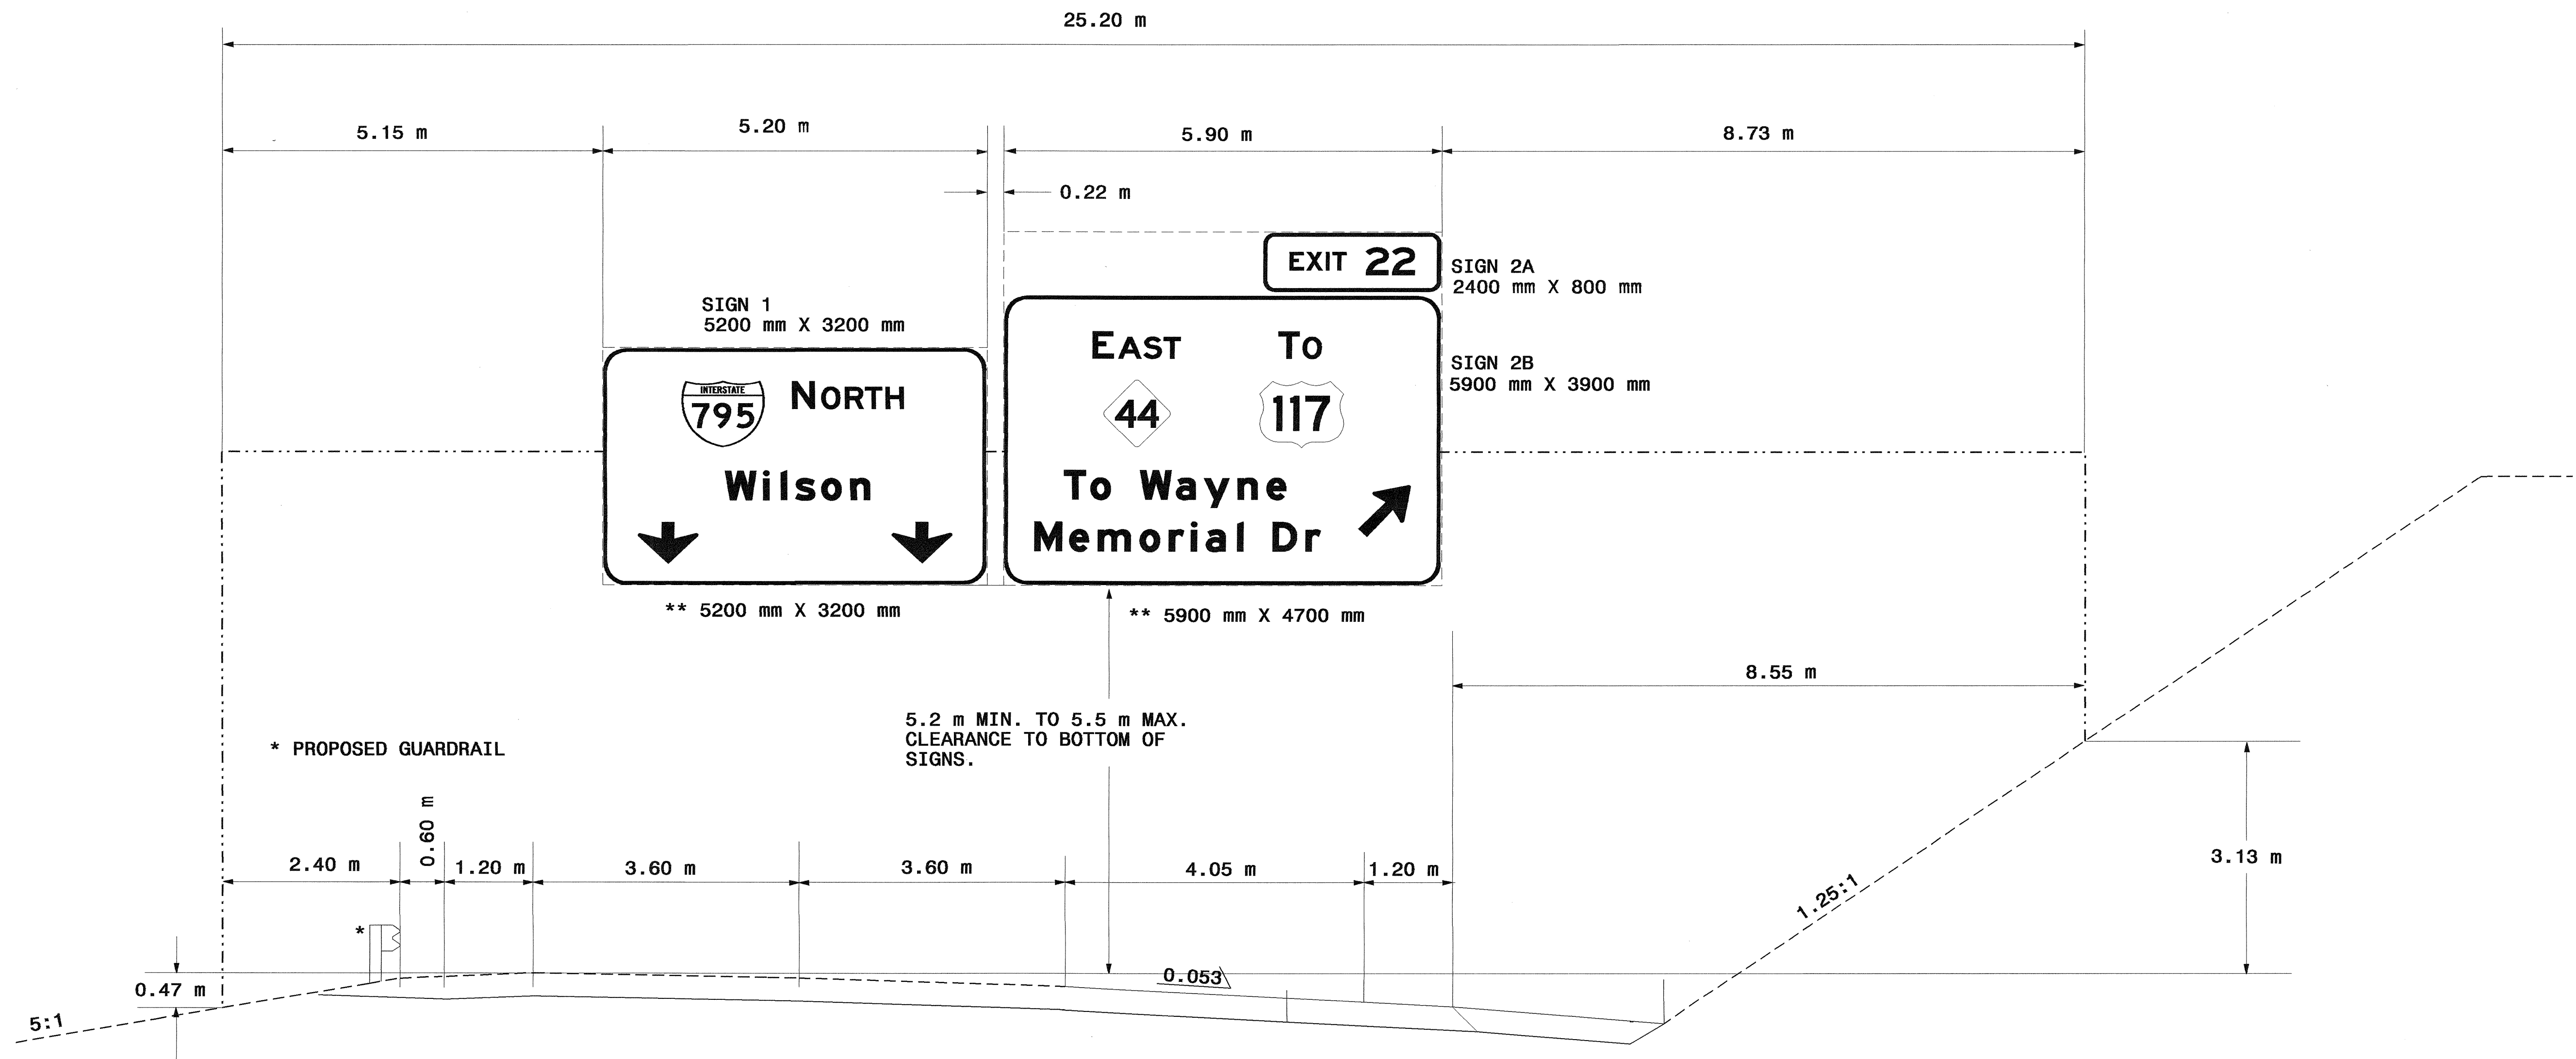 25.20 m
5.15 m
5.20 m
5.90 m
8.73 m
0.22 m
EXIT 22
SIGN 2A
2400 mm X 800 mm
SIGN 1
5200 mm X 3200 mm
EAST TO
SIGN 2B
5900 mm X 3900 mm
INTERSTATE
795
NORTH
44
117
Wilson
To Wayne
Memorial Dr
** 5200 mm X 3200 mm
** 5900 mm X 4700 mm
8.55 m
5.2 m MIN. TO 5.5 m MAX.
CLEARANCE TO BOTTOM OF
SIGNS.
* PROPOSED GUARDRAIL
2.40 m
0.60 m
1.20 m
3.60 m
3.60 m
4.05 m
1.20 m
3.13 m
1.25:1
*
0.053
0.47 m
5:1